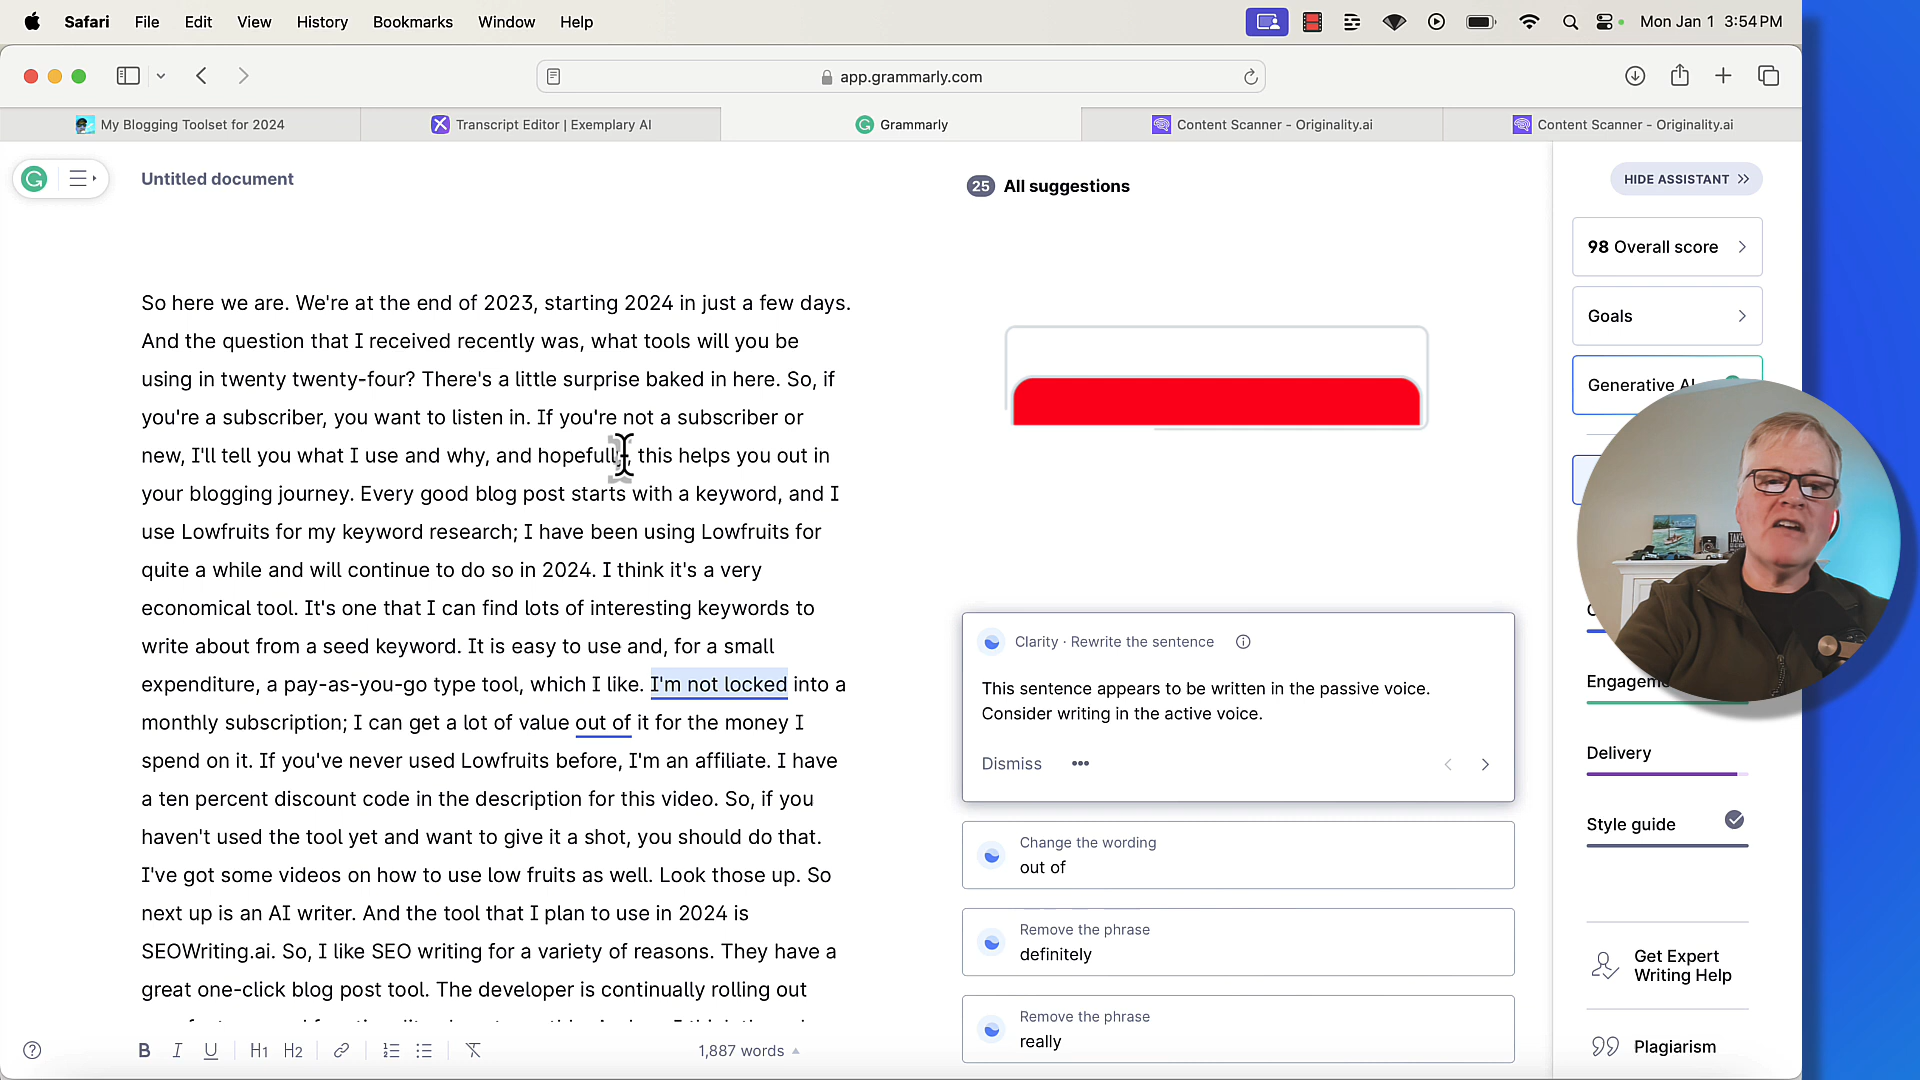 Safari File Edit View History Bookmarks Window Help Mon Jan 1 3:54 PM
app.grammarly.com
My Blogging Toolset for 2024
Transcript Editor | Exemplary AI
Grammarly
Content Scanner - Originality.ai
Content Scanner - Originality.ai
Untitled document
So here we are. We're at the end of 2023, starting 2024 in just a few days.
And the question that I received recently was, what tools will you be
using in twenty twenty-four? There's a little surprise baked in here. So, if
you're a subscriber, you want to listen in. If you're not a subscriber or
new, I'll tell you what I use and why, and hopefully, this helps you out in
your blogging journey. Every good blog post starts with a keyword, and I
use Lowfruits for my keyword research; I have been using Lowfruits for
quite a while and will continue to do so in 2024. I think it's a very
economical tool. It's one that I can find lots of interesting keywords to
write about from a seed keyword. It is easy to use and, for a small
expenditure, a pay-as-you-go type tool, which I like. I'm not locked into a
monthly subscription; I can get a lot of value out of it for the money I
spend on it. If you've never used Lowfruits before, I'm an affiliate. I have
a ten percent discount code in the description for this video. So, if you
haven't used the tool yet and want to give it a shot, you should do that.
I've got some videos on how to use low fruits as well. Look those up. So
next up is an AI writer. And the tool that I plan to use in 2024 is
SEOWriting.ai. So, I like SEO writing for a variety of reasons. They have a
great one-click blog post tool. The developer is continually rolling out
B I U H1 H2
1,887 words
25 All suggestions
Clarity · Rewrite the sentence
This sentence appears to be written in the passive voice.
Consider writing in the active voice.
Dismiss
Change the wording
out of
Remove the phrase
definitely
Remove the phrase
really
HIDE ASSISTANT
98 Overall score
Goals
Generative AI
Delivery
Style guide
Get Expert
Writing Help
Plagiarism